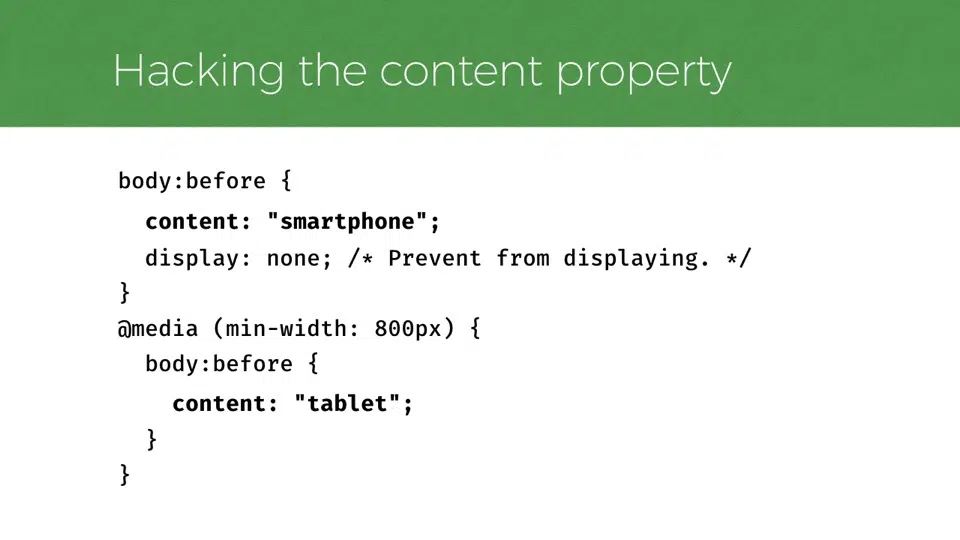 Hacking the content property
body:before {
content: "smartphone";
display: none; /* Prevent from displaying. */
}
@media (min-width: 800px) {
body:before {
content: "tablet";
}
}